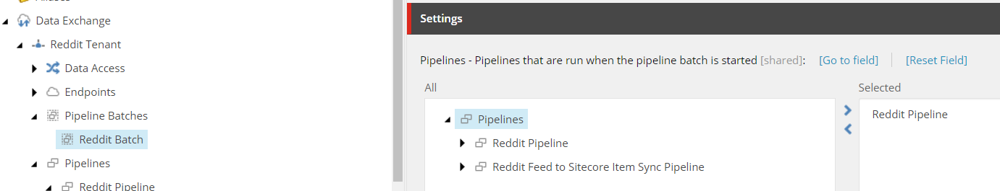 Data Exchange
Reddit Tenant
Data Access
Endpoints
Pipeline Batches
Reddit Batch
Pipelines
Reddit Pipeline
Settings
Pipelines - Pipelines that are run when the pipeline batch is started [shared]: [Go to field] [Reset Field]
All
Pipelines
Reddit Pipeline
Reddit Feed to Sitecore Item Sync Pipeline
Selected
Reddit Pipeline